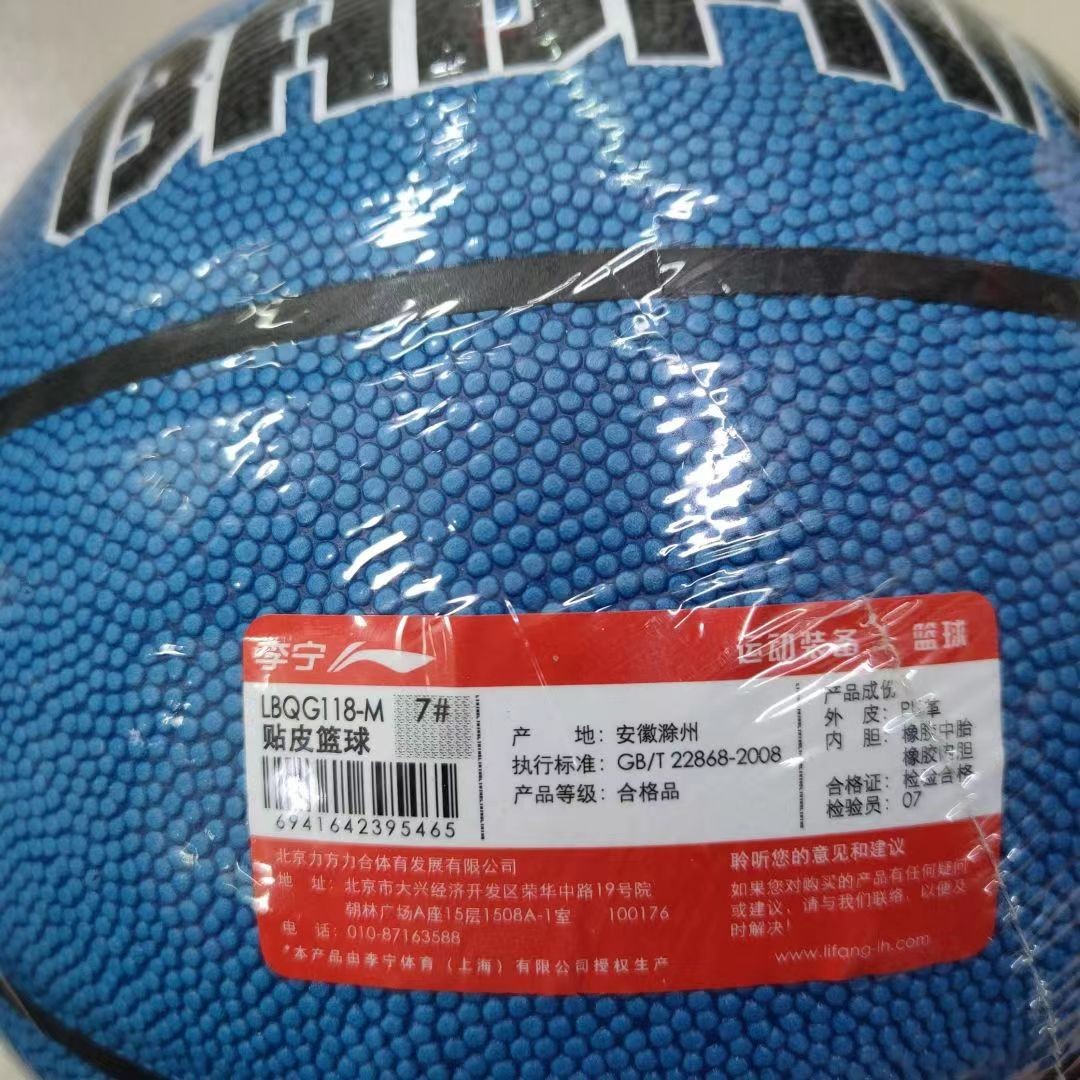 BADFIV
李宁
运动装备 篮球
LBQG118-M 7#
贴皮篮球
6941642395465
产 地：安徽滁州
执行标准：GB/T 22868-2008
产品等级：合格品
产品成
外 皮：PU革
内 胆：橡胶中胎
橡胶内胆
合格证：检验合格
检验员：07
北京力方力合体育发展有限公司
地 址：北京市大兴经济开发区荣华中路19号院
朝林广场A座15层1508A-1室 100176
电 话：010-87163588
*本产品由李宁体育（上海）有限公司授权生产
聆听您的意见和建议
如果您对购买的产品有任何疑问
或建议，请与我们联络，以便及
时解决！
www.lifang-lh.com